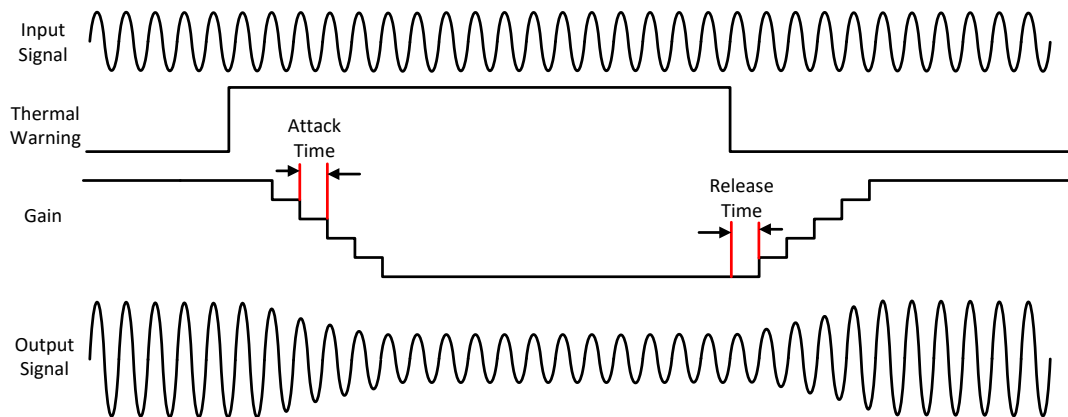 Input
Signal
Thermal
Warning
Attack
Time
Release
Time
Gain
Output
Signal